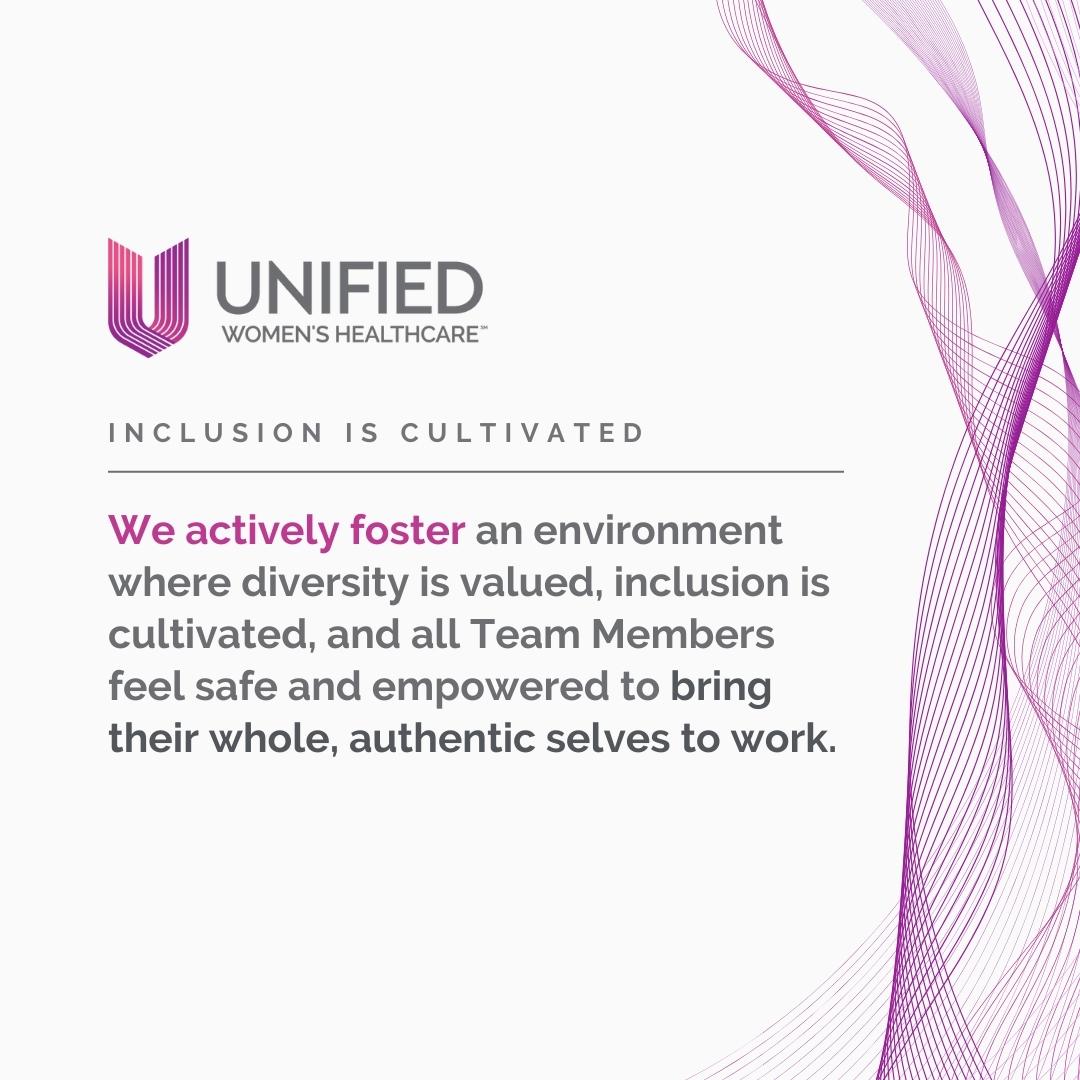 UNIFIED
WOMEN'S HEALTHCARE℠
INCLUSION IS CULTIVATED
We actively foster an environment
where diversity is valued, inclusion is
cultivated, and all Team Members
feel safe and empowered to bring
their whole, authentic selves to work.